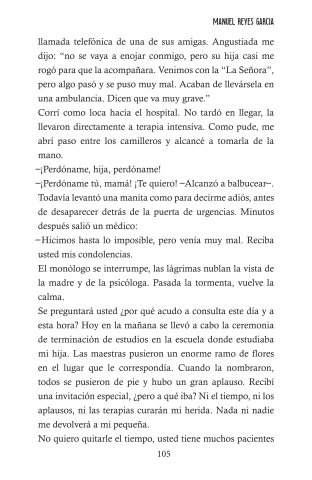 MANUEL REYES GARCIA
llamada telefónica de una de sus amigas. Angustiada me
dijo: “no se vaya a enojar conmigo, pero su hija casi me
rogó para que la acompañara. Venimos con la “La Señora”,
pero algo pasó y se puso muy mal. Acaban de llevársela en
una ambulancia. Dicen que va muy grave.”
Corrí como loca hacia el hospital. No tardó en llegar, la
llevaron directamente a terapia intensiva. Como pude, me
abrí paso entre los camilleros y alcancé a tomarla de la
mano.
–¡Perdóname, hija, perdóname!
–¡Perdóname tú, mamá! ¡Te quiero! –Alcanzó a balbucear–.
Todavía levantó una manita como para decirme adiós, antes
de desaparecer detrás de la puerta de urgencias. Minutos
después salió un médico:
–Hicimos hasta lo imposible, pero venía muy mal. Reciba
usted mis condolencias.
El monólogo se interrumpe, las lágrimas nublan la vista de
la madre y de la psicóloga. Pasada la tormenta, vuelve la
calma.
Se preguntará usted ¿por qué acudo a consulta este día y a
esta hora? Hoy en la mañana se llevó a cabo la ceremonia
de terminación de estudios en la escuela donde estudiaba
mi hija. Las maestras pusieron un enorme ramo de flores
en el lugar que le correspondía. Cuando la nombraron,
todos se pusieron de pie y hubo un gran aplauso. Recibí
una invitación especial, ¿pero a qué iba? Ni el tiempo, ni los
aplausos, ni las terapias curarán mi herida. Nada ni nadie
me devolverá a mi pequeña.
No quiero quitarle el tiempo, usted tiene muchos pacientes
105